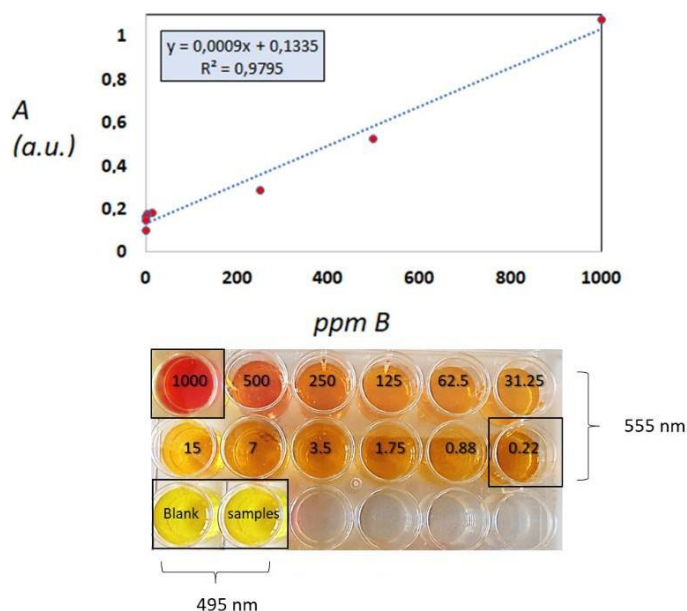 y = 0,0009x + 0,1335
R² = 0,9795
A
(a.u.)
1
0,8
0,6
0,4
0,2
0
0 200 400 600 800 1000
ppm B
1000 500 250 125 62.5 31.25
15 7 3.5 1.75 0.88 0.22
Blank samples
555 nm
495 nm